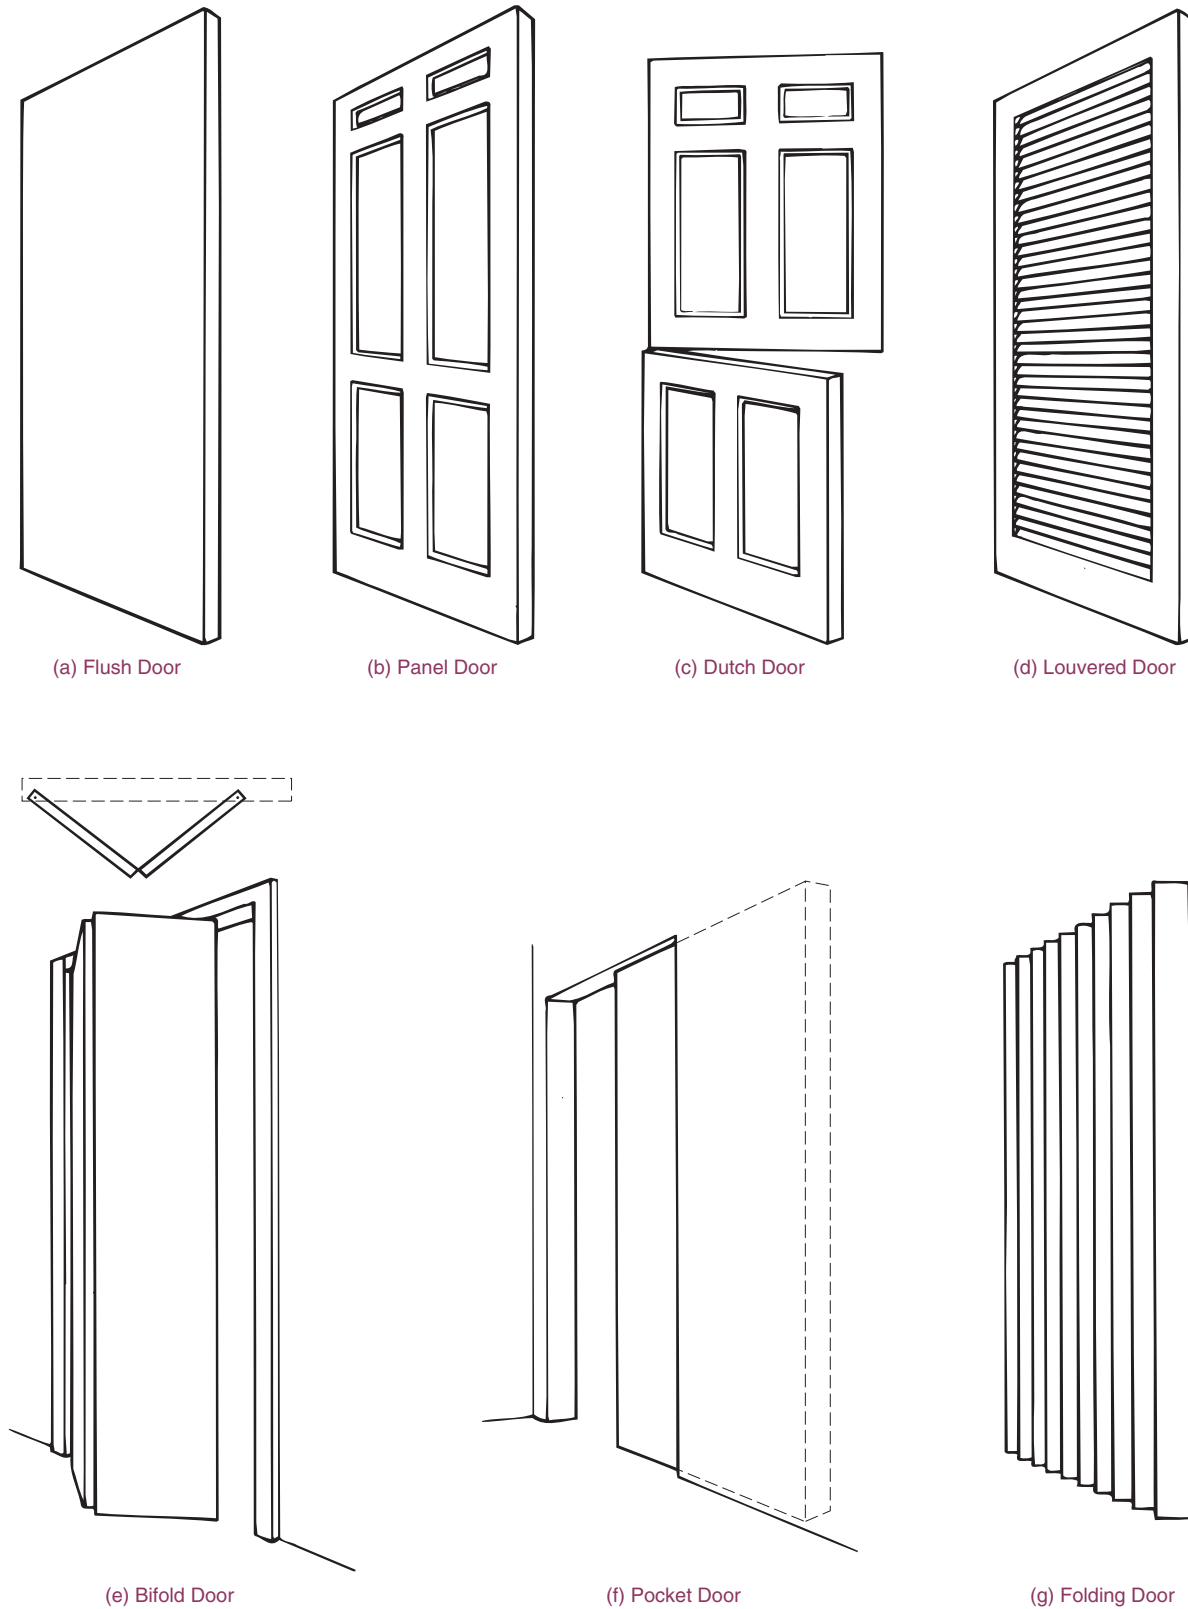 (a) Flush Door
(b) Panel Door
(c) Dutch Door
(d) Louvered Door
(e) Bifold Door
(f) Pocket Door
(g) Folding Door